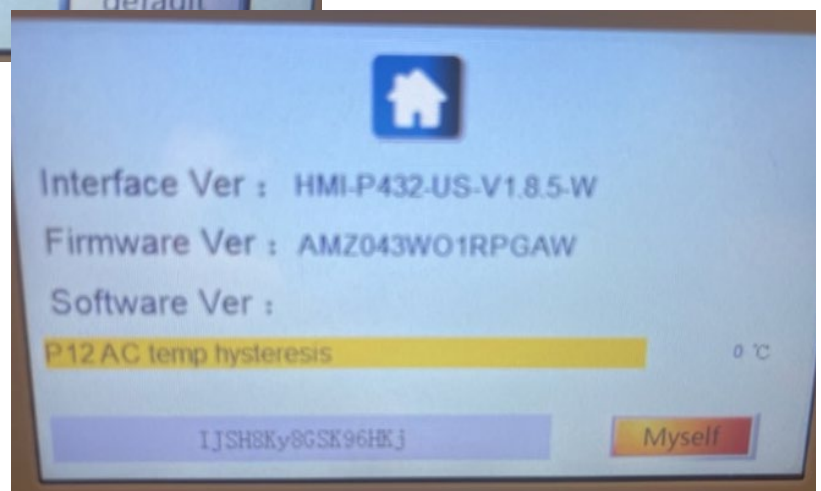 default
Interface Ver : HMI-P432-US-V1.8.5-W
Firmware Ver : AMZ043WO1RPGAW
Software Ver :
P12 AC temp hysteresis 0 ℃
IJSH8Ky8GSK96HKj Myself